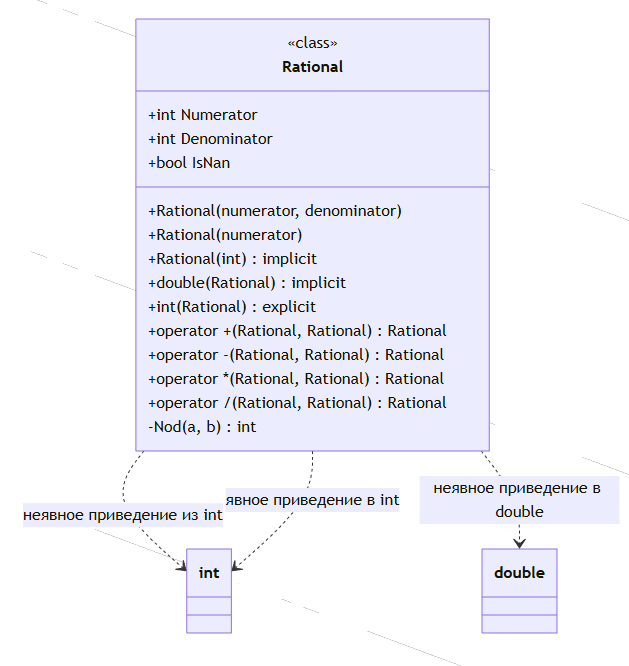 «class»
Rational
+int Numerator
+int Denominator
+bool IsNan
+Rational(numerator, denominator)
+Rational(numerator)
+Rational(int) : implicit
+double(Rational) : implicit
+int(Rational) : explicit
+operator +(Rational, Rational) : Rational
+operator -(Rational, Rational) : Rational
+operator *(Rational, Rational) : Rational
+operator /(Rational, Rational) : Rational
-Nod(a, b) : int
неявное приведение из int
явное приведение в int
неявное приведение в
double
int
double